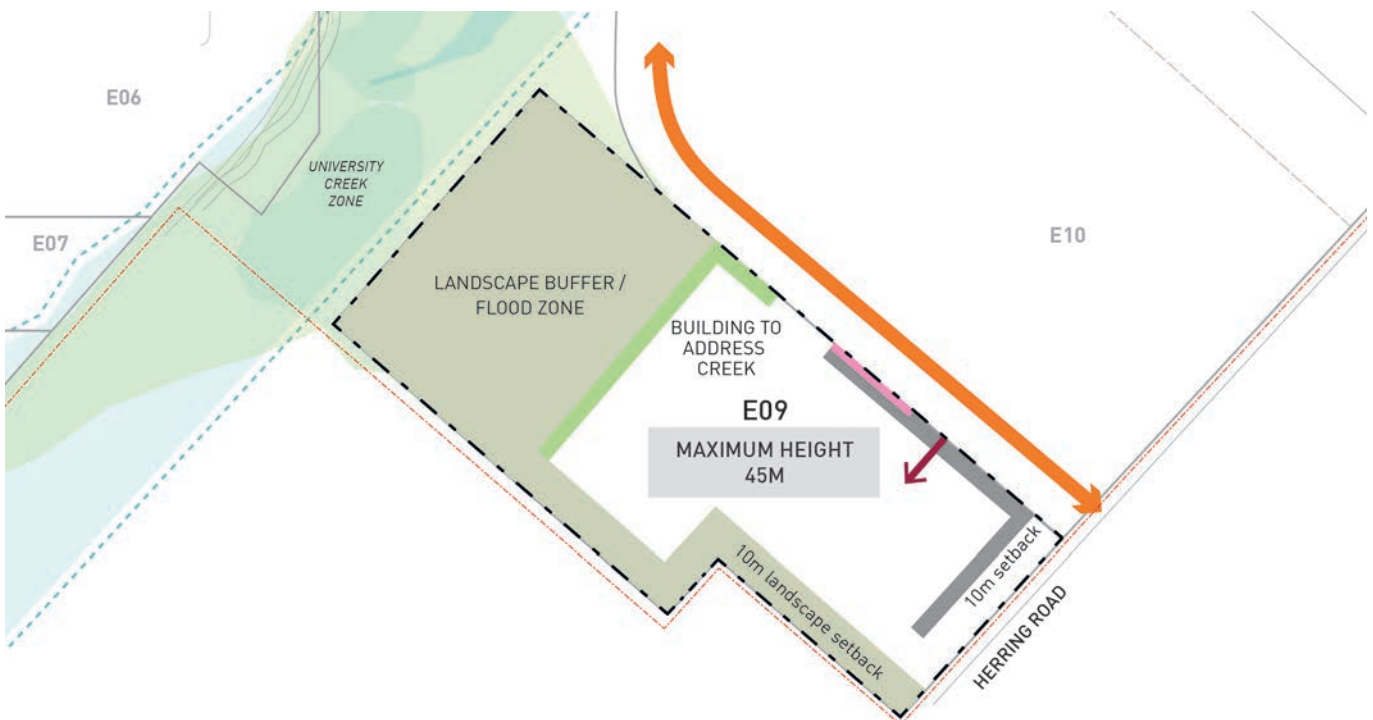 E06
UNIVERSITY
CREEK
ZONE
E07
E10
LANDSCAPE BUFFER /
FLOOD ZONE
BUILDING TO
ADDRESS
CREEK
E09
MAXIMUM HEIGHT
45M
10m landscape setback
10m setback
HERRING ROAD